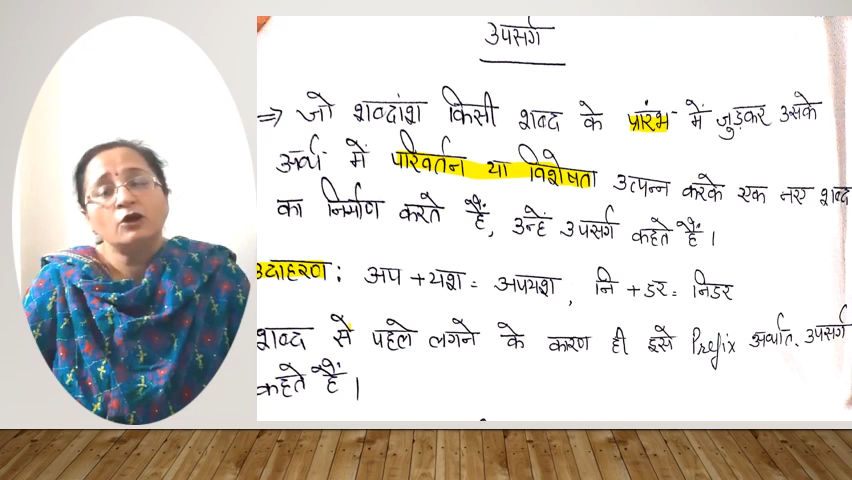 उपसर्ग
⇒ जो शब्दांश किसी शब्द के प्रारंभ में जुड़कर उसके
अर्थ में परिवर्तन या विशेषता उत्पन्न करके एक नए शब्द
का निर्माण करते हैं, उन्हें उपसर्ग कहते हैं।
उदाहरण: अप + यश = अपयश, नि + डर = निडर
शब्द से पहले लगने के कारण ही इसे Prefix अर्थात् उपसर्ग
कहते हैं।